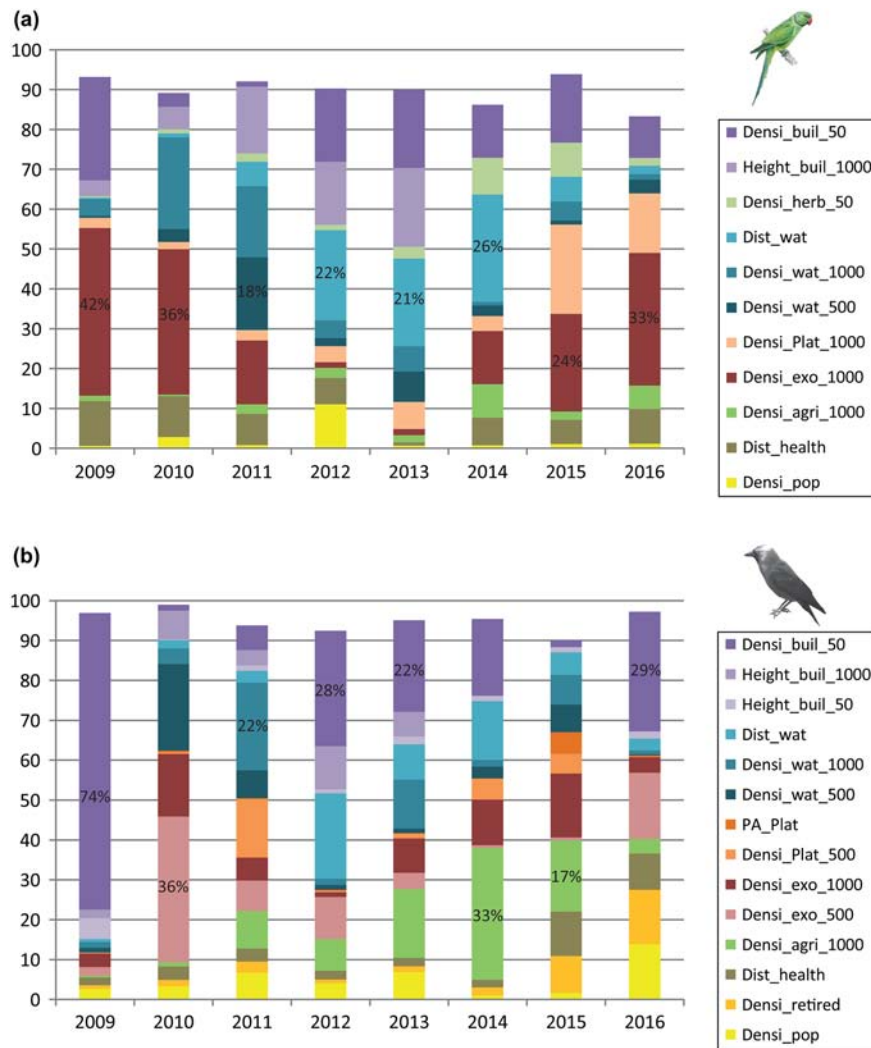 (a)
100
90
80
70
60
50
40
30
20
10
0
42%
36%
18%
22%
21%
26%
24%
33%
2009 2010 2011 2012 2013 2014 2015 2016
Densi_buil_50
Height_buil_1000
Densi_herb_50
Dist_wat
Densi_wat_1000
Densi_wat_500
Densi_Plat_1000
Densi_exo_1000
Densi_agri_1000
Dist_health
Densi_pop
(b)
100
90
80
70
60
50
40
30
20
10
0
74%
36%
22%
28%
22%
33%
17%
29%
2009 2010 2011 2012 2013 2014 2015 2016
Densi_buil_50
Height_buil_1000
Height_buil_50
Dist_wat
Densi_wat_1000
Densi_wat_500
PA_Plat
Densi_Plat_500
Densi_exo_1000
Densi_exo_500
Densi_agri_1000
Dist_health
Densi_retired
Densi_pop